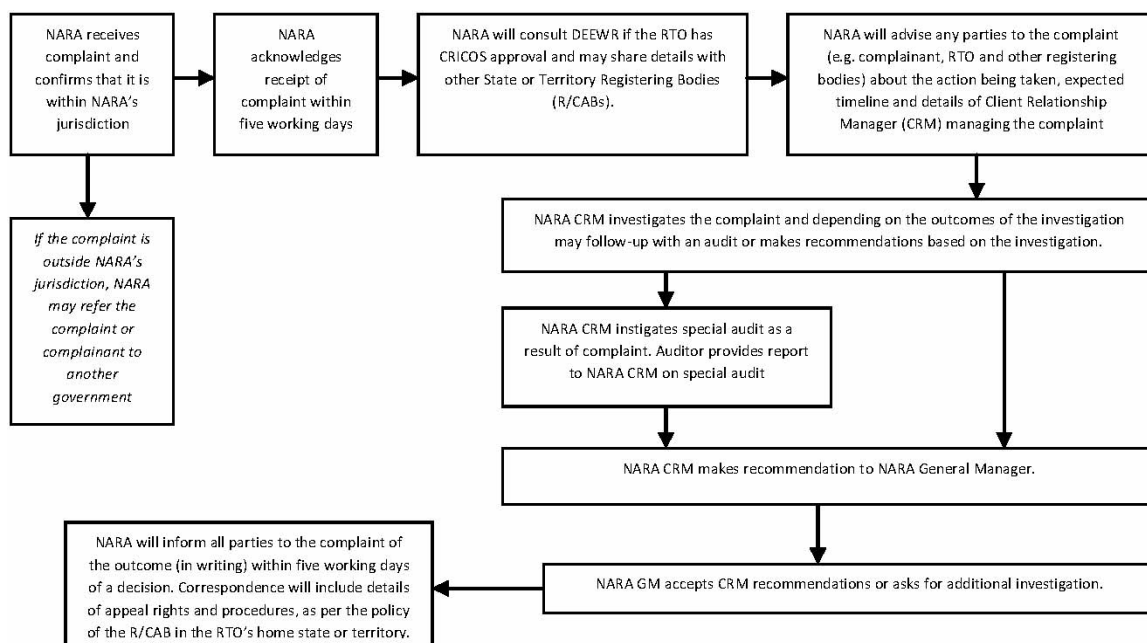 NARA receives
complaint and
confirms that it is
within NARA's
jurisdiction
NARA
acknowledges
receipt of
complaint within
five working days
NARA will consult DEEWR if the RTO has
CRICOS approval and may share details with
other State or Territory Registering Bodies
(R/CABs).
NARA will advise any parties to the complaint
(e.g. complainant, RTO and other registering
bodies) about the action being taken, expected
timeline and details of Client Relationship
Manager (CRM) managing the complaint
If the complaint is
outside NARA's
jurisdiction, NARA
may refer the
complaint or
complainant to
another
government
NARA CRM investigates the complaint and depending on the outcomes of the investigation
may follow-up with an audit or makes recommendations based on the investigation.
NARA CRM instigates special audit as a
result of complaint. Auditor provides report
to NARA CRM on special audit
NARA CRM makes recommendation to NARA General Manager.
NARA GM accepts CRM recommendations or asks for additional investigation.
NARA will inform all parties to the complaint of
the outcome (in writing) within five working days
of a decision. Correspondence will include details
of appeal rights and procedures, as per the policy
of the R/CAB in the RTO's home state or territory.